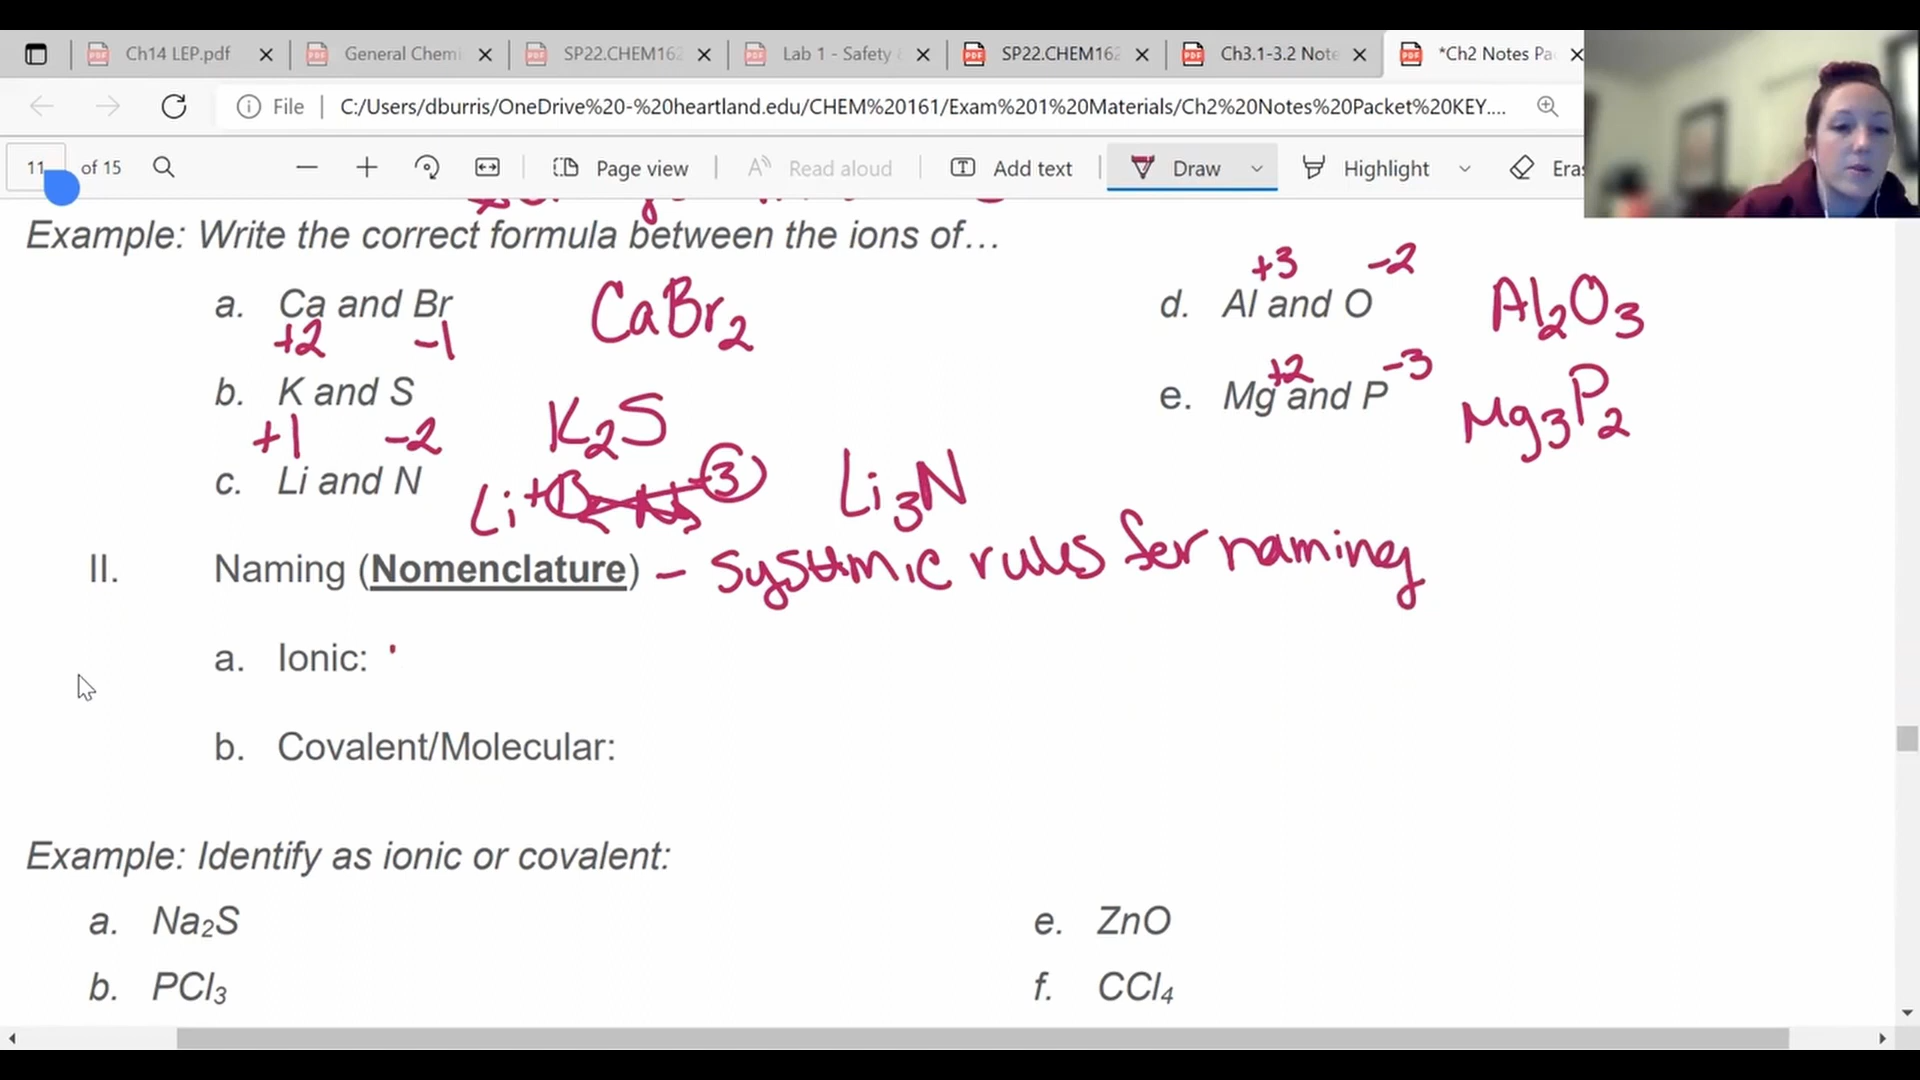 Ch14 LEP.pdf General Chemi SP22.CHEM162 Lab 1 - Safety SP22.CHEM162 Ch3.1-3.2 Note *Ch2 Notes Pa
File C:/Users/dburris/OneDrive%20-%20heartland.edu/CHEM%20161/Exam%201%20Materials/Ch2%20Notes%20Packet%20KEY....
11 of 15 Page view Read aloud Add text Draw Highlight Era
Example: Write the correct formula between the ions of…
+3 -2
a. Ca and Br CaBr2 d. Al and O Al2O3
+2 -1
+2 -3
b. K and S K2S e. Mg and P Mg3P2
+1 -2
c. Li and N Li+1 N-3 Li3N
II. Naming (Nomenclature) - systmic rules for naming
a. Ionic:
b. Covalent/Molecular:
Example: Identify as ionic or covalent:
a. Na2S e. ZnO
b. PCl3 f. CCl4